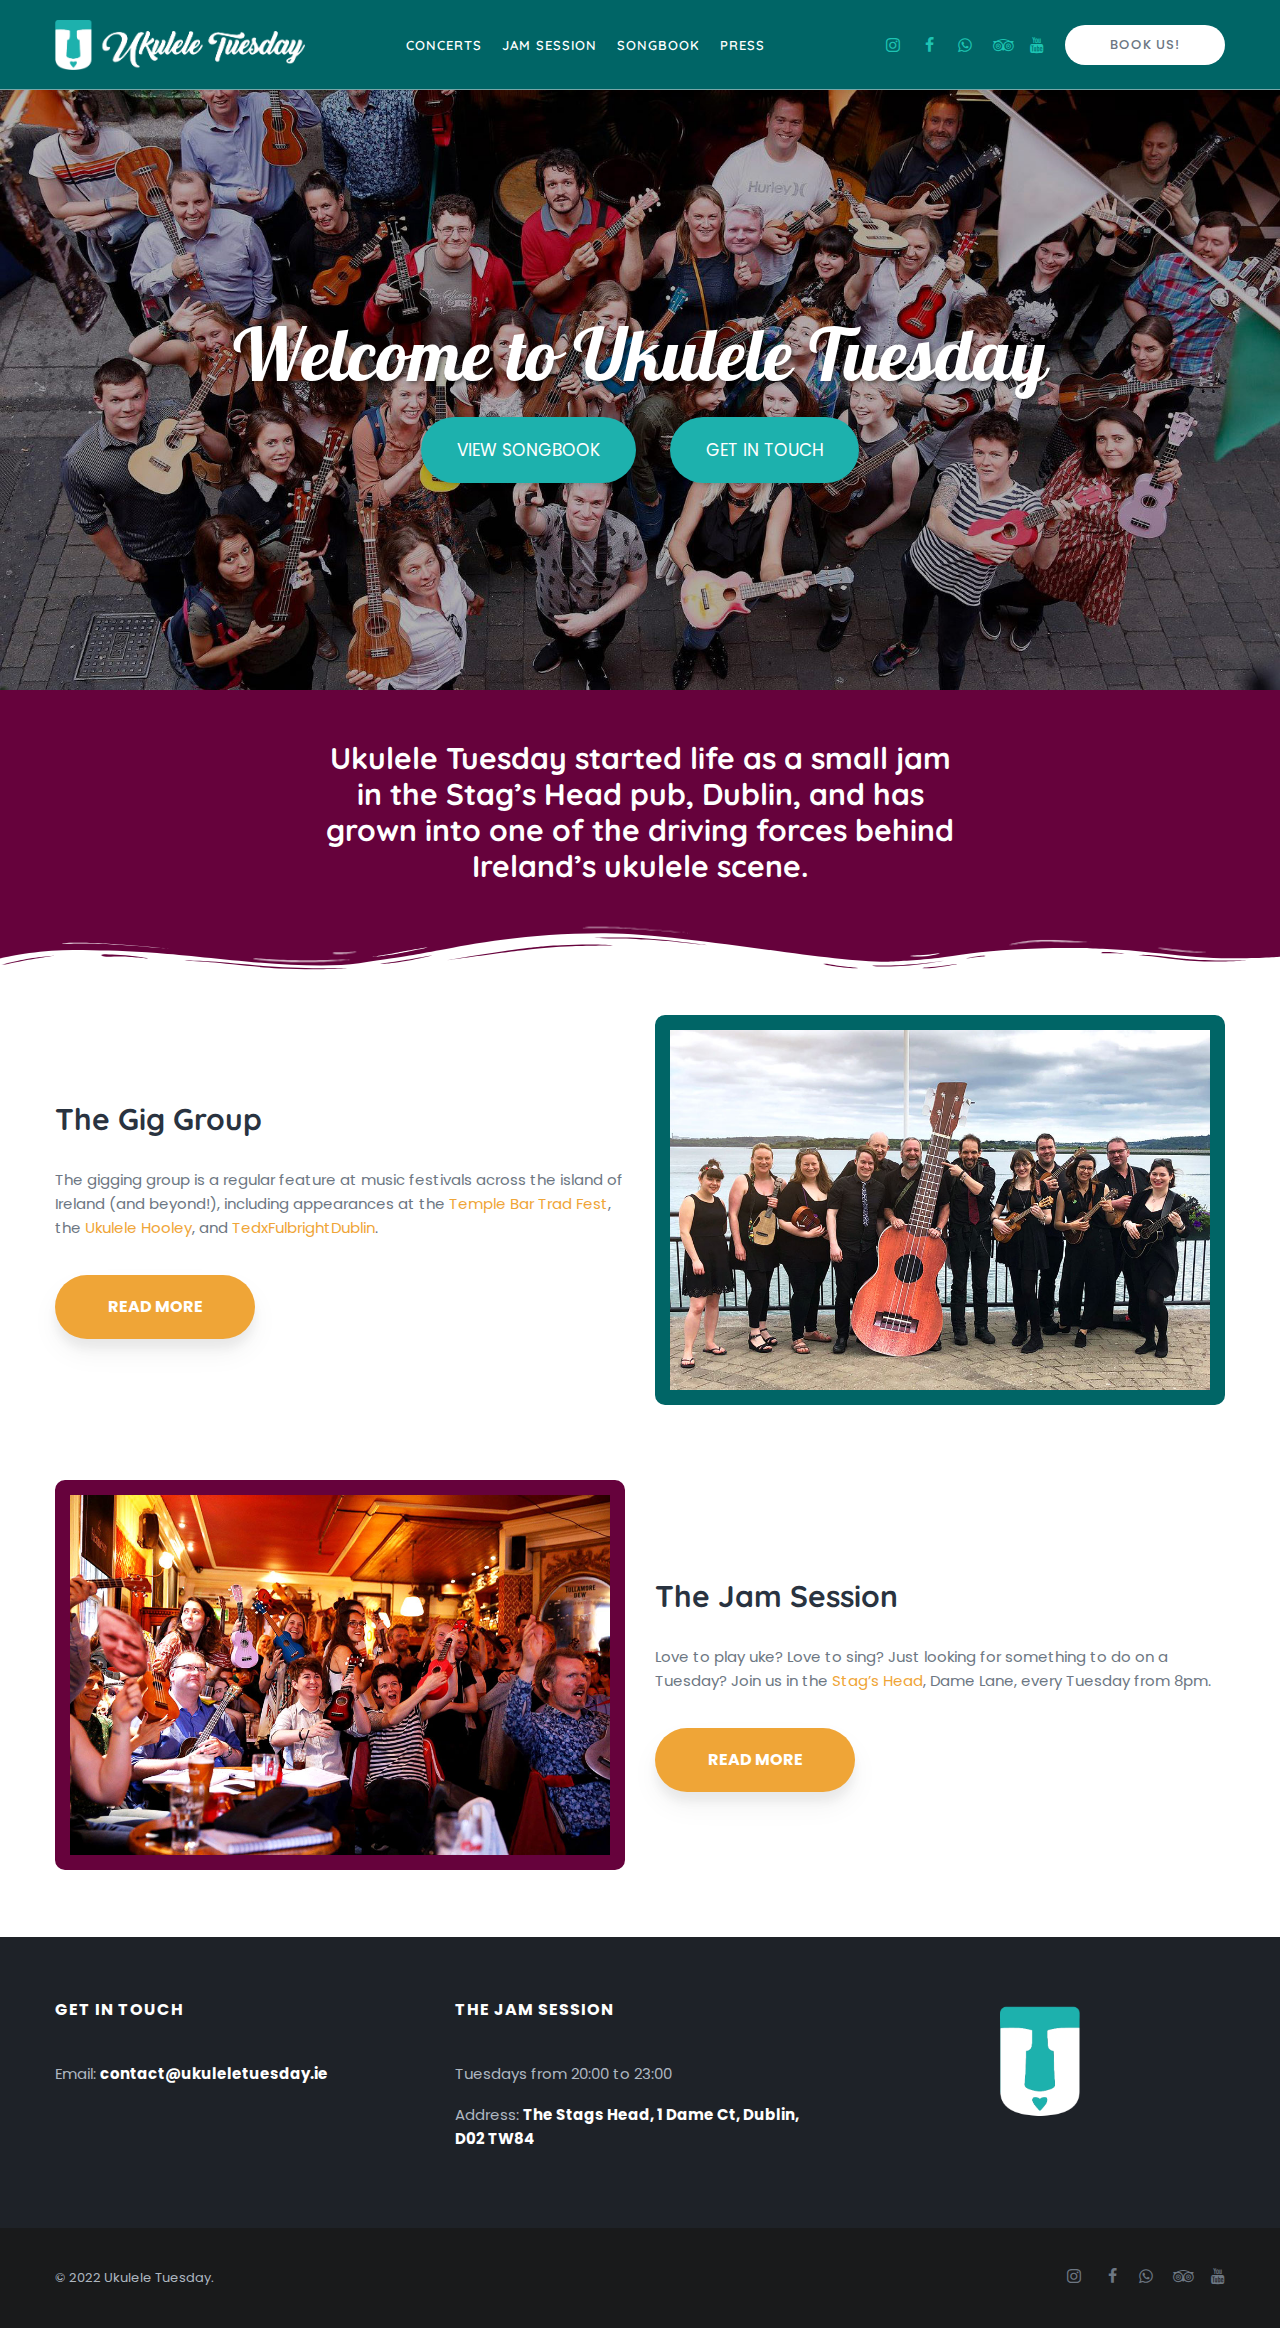 Ukulele Tuesday
CONCERTS JAM SESSION SONGBOOK PRESS
BOOK US!
Hurley
Welcome to Ukulele Tuesday
VIEW SONGBOOK GET IN TOUCH
Ukulele Tuesday started life as a small jam
in the Stag’s Head pub, Dublin, and has
grown into one of the driving forces behind
Ireland’s ukulele scene.
The Gig Group
The gigging group is a regular feature at music festivals across the island of
Ireland (and beyond!), including appearances at the Temple Bar Trad Fest,
the Ukulele Hooley, and TedxFulbrightDublin.
READ MORE
TULLAMORE
DEW
The Jam Session
Love to play uke? Love to sing? Just looking for something to do on a
Tuesday? Join us in the Stag’s Head, Dame Lane, every Tuesday from 8pm.
READ MORE
GET IN TOUCH
Email: contact@ukuleletuesday.ie
THE JAM SESSION
Tuesdays from 20:00 to 23:00
Address: The Stags Head, 1 Dame Ct, Dublin,
D02 TW84
© 2022 Ukulele Tuesday.